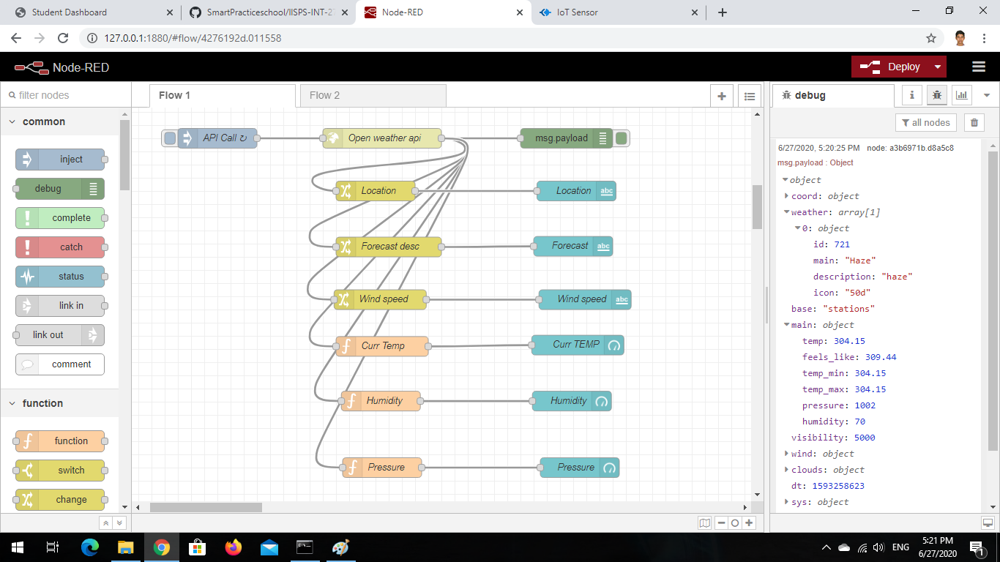 Student Dashboard
SmartPracticeschool/IISPS-INT-27
Node-RED
IoT Sensor
127.0.0.1:1880/#flow/4276192d.011558
Node-RED
Deploy
filter nodes
Flow 1
Flow 2
debug
i
all nodes
common
inject
debug
complete
catch
status
link in
link out
comment
function
function
switch
change
API Call ↻
Open weather api
msg.payload
Location
Location
abc
Forecast desc
Forecast
abc
Wind speed
Wind speed
abc
Curr Temp
Curr TEMP
Humidity
Humidity
Pressure
Pressure
6/27/2020, 5:20:25 PM node: a3b6971b.d8a5c8
msg.payload : Object
object
coord: object
weather: array[1]
0: object
id: 721
main: "Haze"
description: "haze"
icon: "50d"
base: "stations"
main: object
temp: 304.15
feels_like: 309.44
temp_min: 304.15
temp_max: 304.15
pressure: 1002
humidity: 70
visibility: 5000
wind: object
clouds: object
dt: 1593258623
sys: object
ENG
5:21 PM
6/27/2020
1